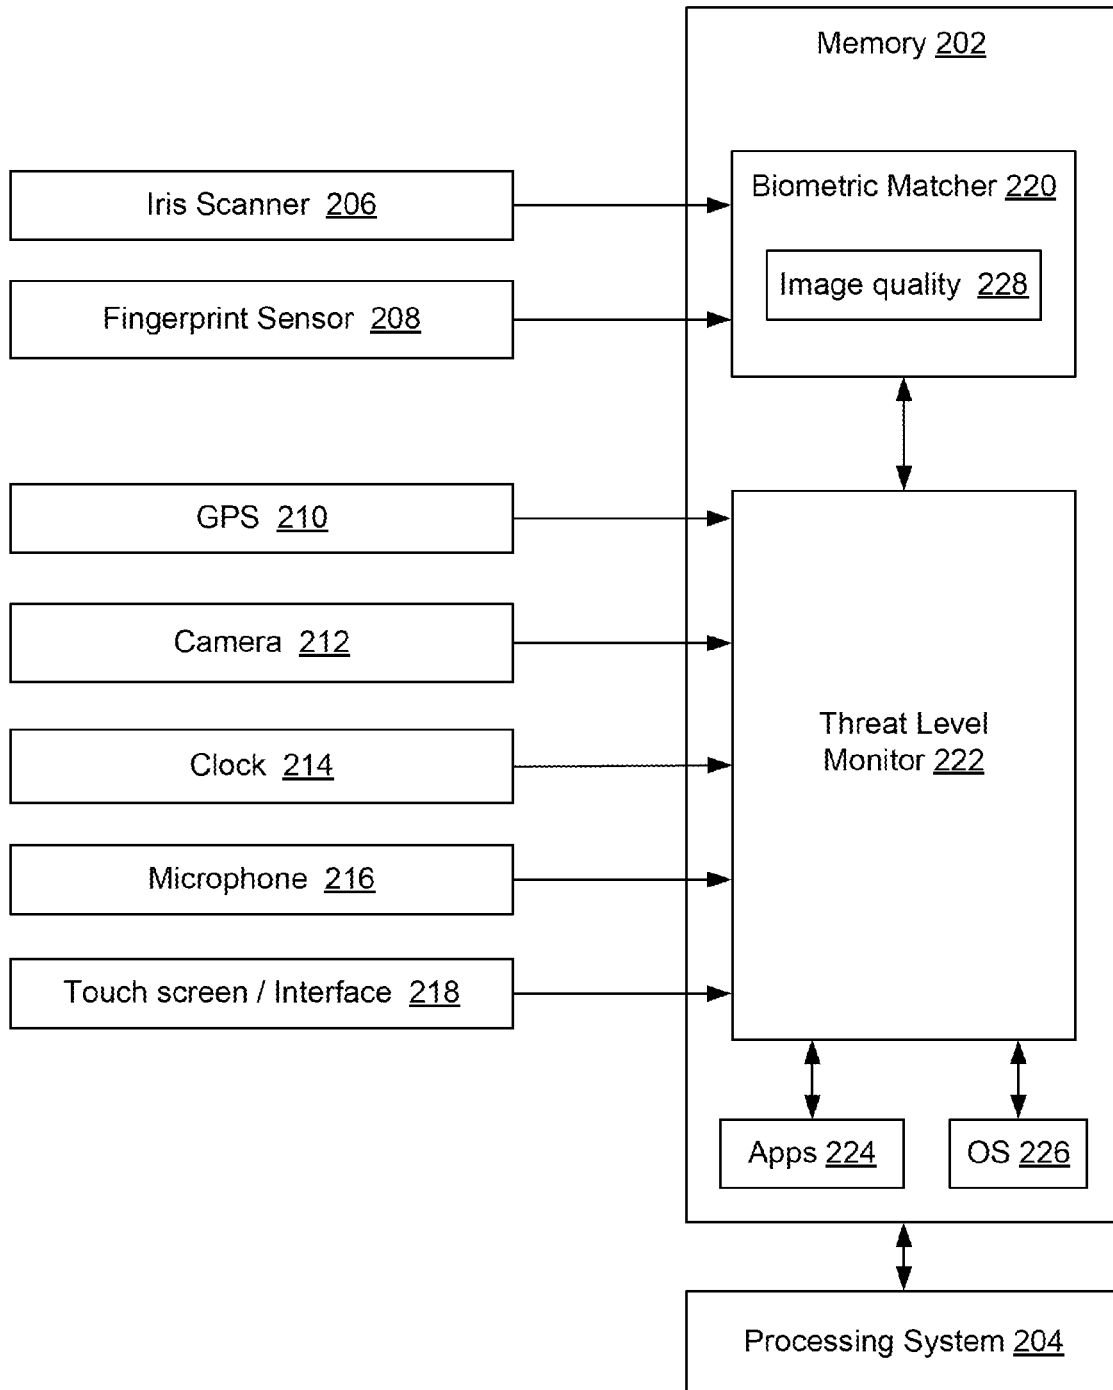 Memory 202
Iris Scanner 206
Biometric Matcher 220
Image quality 228
Fingerprint Sensor 208
GPS 210
Camera 212
Clock 214
Microphone 216
Touch screen / Interface 218
Threat Level
Monitor 222
Apps 224
OS 226
Processing System 204